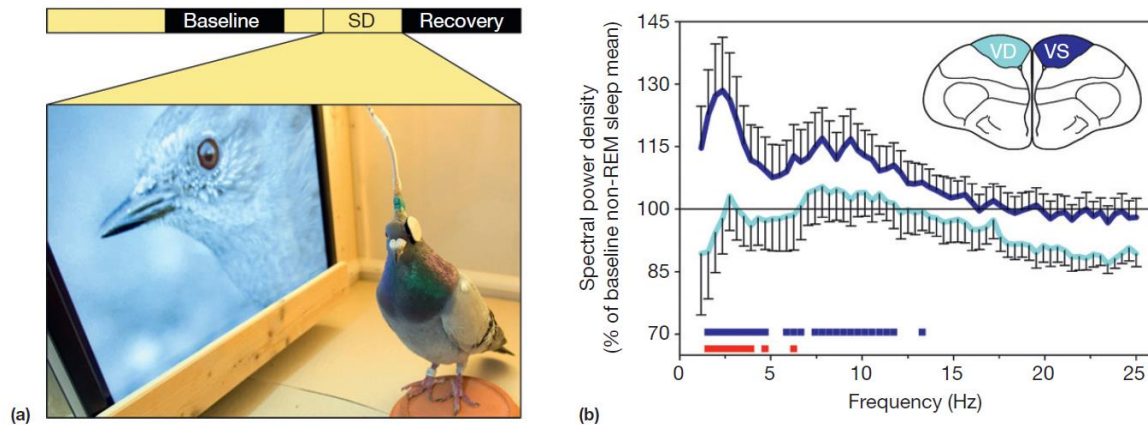 Baseline
SD
Recovery
(a)
Spectral power density
(% of baseline non-REM sleep mean)
145
130
115
100
85
70
VD
VS
0
5
10
15
20
25
Frequency (Hz)
(b)